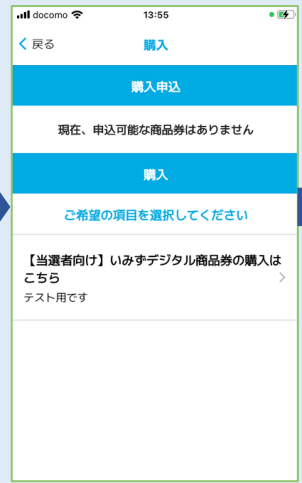 docomo 13:55
戻る 購入
購入申込
現在、申込可能な商品券はありません
購入
ご希望の項目を選択してください
【当選者向け】いみずデジタル商品券の購入は
こちら
テスト用です